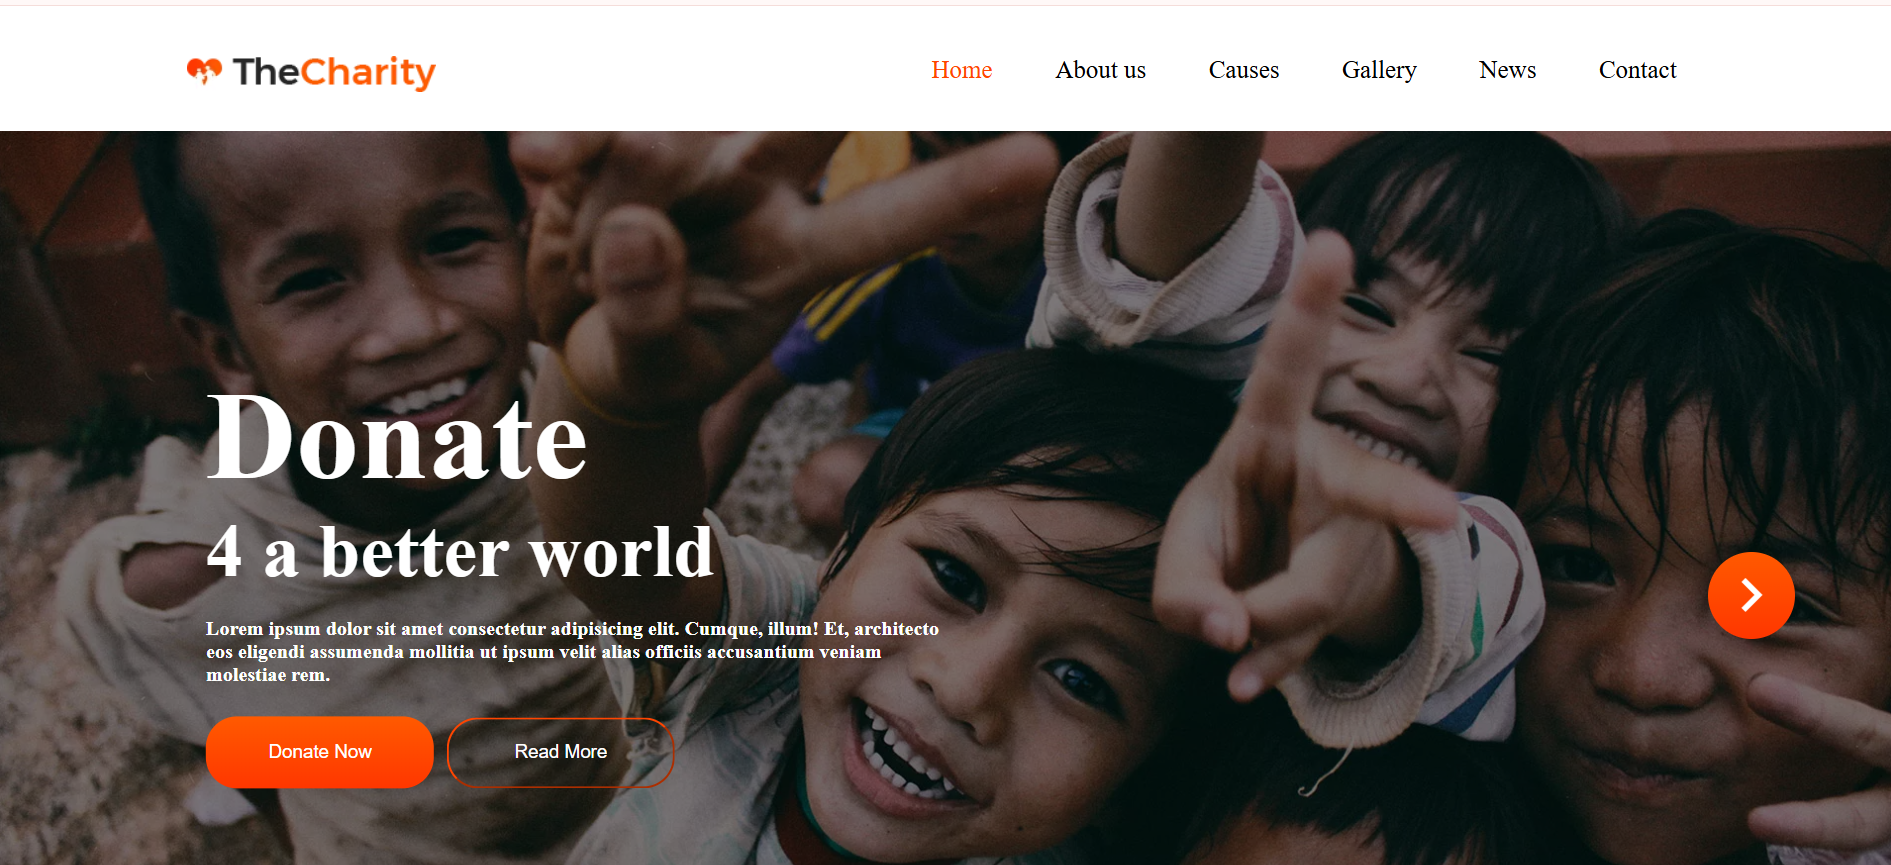 TheCharity
Home About us Causes Gallery News Contact
Donate
4 a better world
Lorem ipsum dolor sit amet consectetur adipisicing elit. Cumque, illum! Et, architecto
eos eligendi assumenda mollitia ut ipsum velit alias officiis accusantium veniam
molestiae rem.
Donate Now Read More